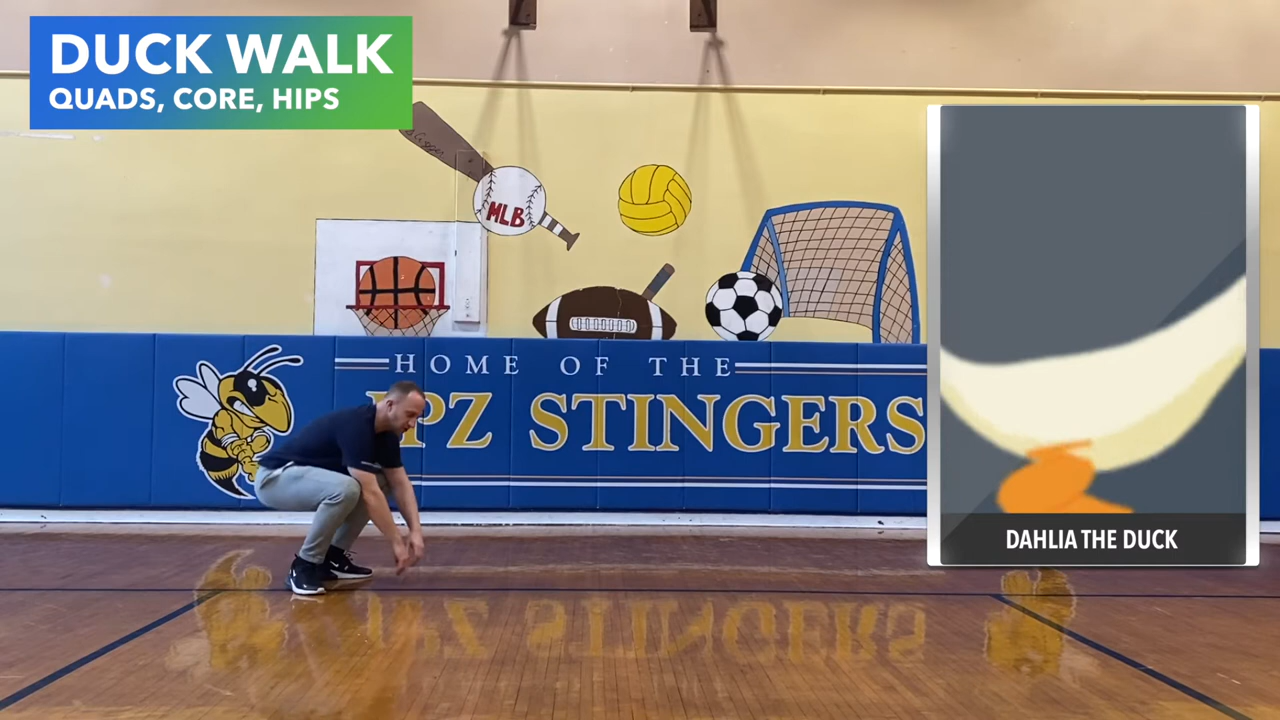 DUCK WALK
QUADS, CORE, HIPS
MLB
HOME OF THE
PZ STINGERS
DAHLIA THE DUCK